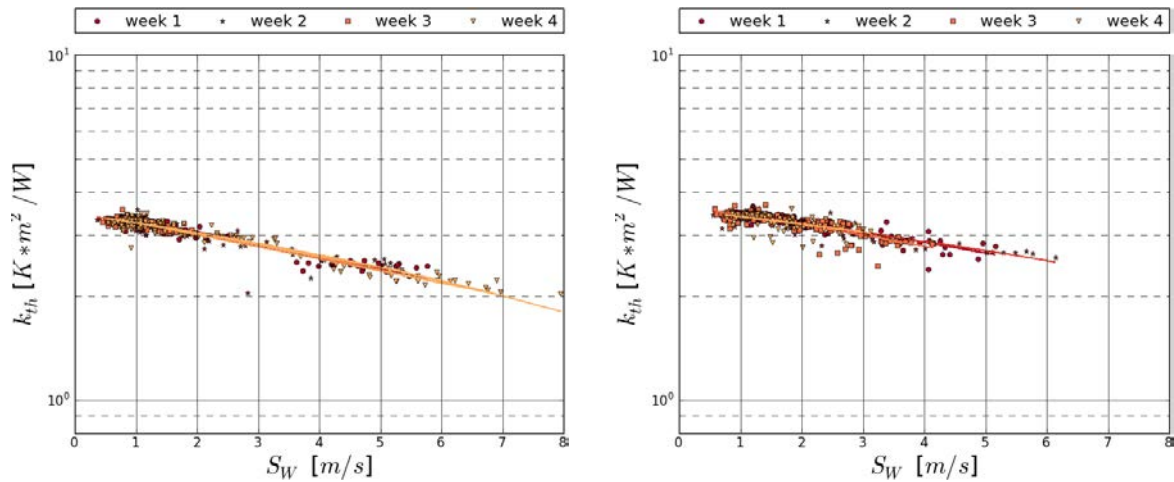 week 1 week 2 week 3 week 4
10¹
k_th [K * m² /W]
10⁰
0 1 2 3 4 5 6 7 8
S_W [m/s]
week 1 week 2 week 3 week 4
10¹
k_th [K * m² /W]
10⁰
0 1 2 3 4 5 6 7 8
S_W [m/s]